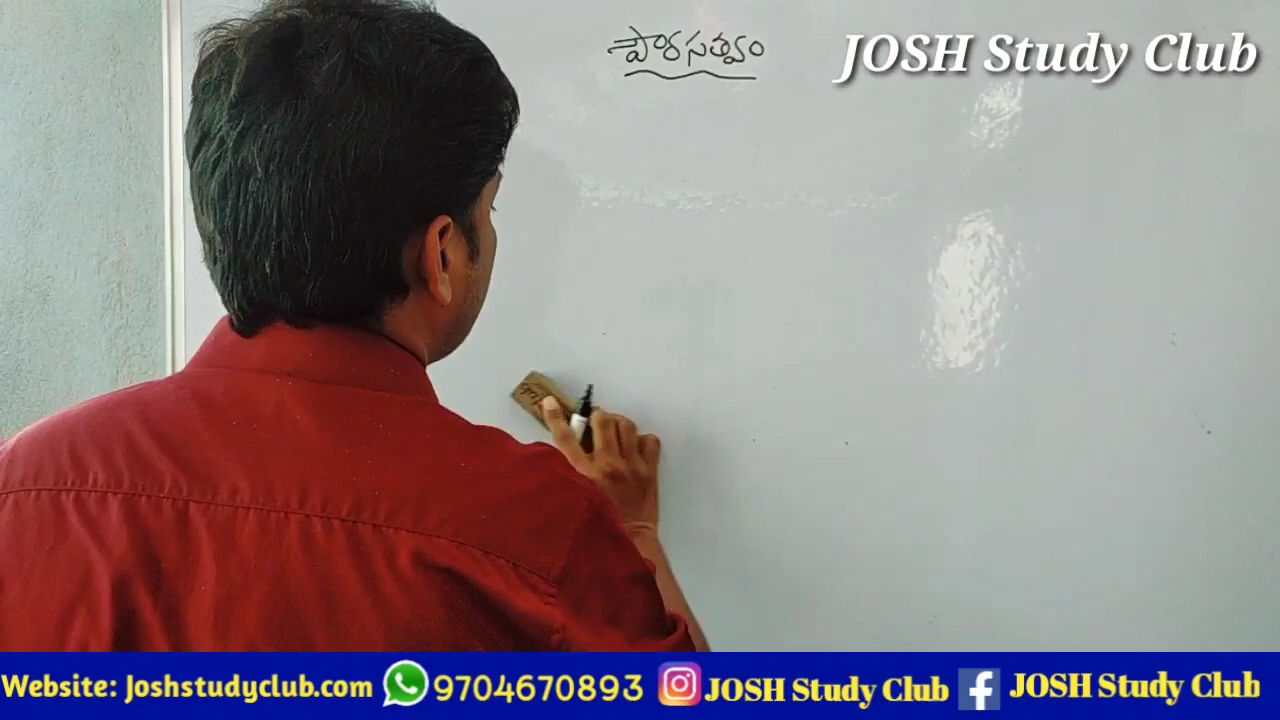 పౌరసత్వం
JOSH Study Club
Website: Joshstudyclub.com 9704670893 JOSH Study Club JOSH Study Club